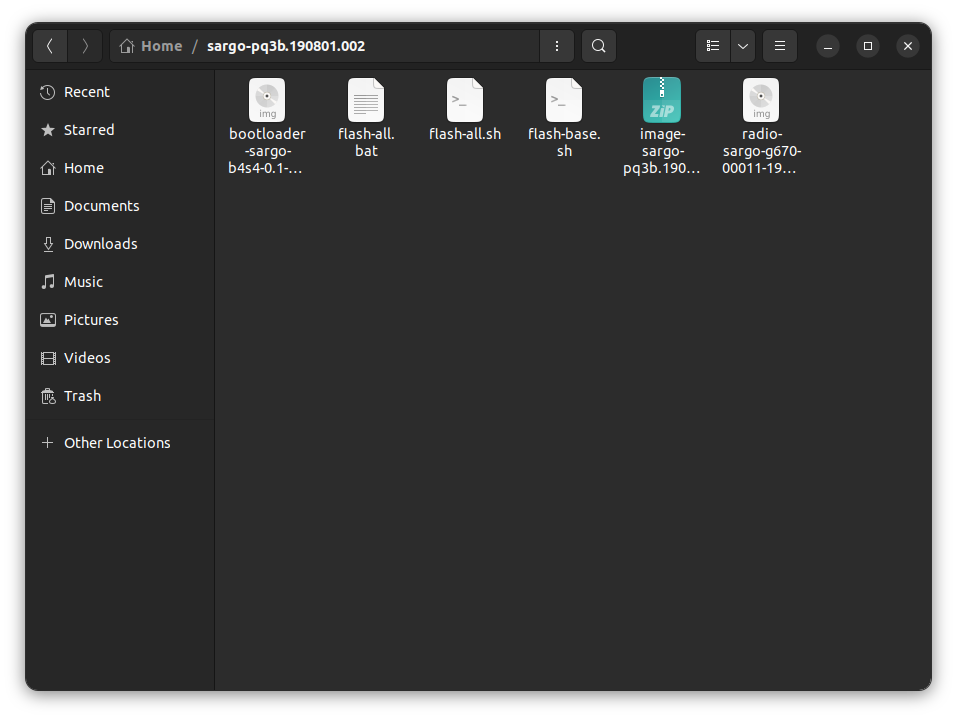 Home / sargo-pq3b.190801.002
Recent
Starred
Home
Documents
Downloads
Music
Pictures
Videos
Trash
Other Locations
img
bootloader
-sargo-
b4s4-0.1-...
flash-all.
bat
>_
flash-all.sh
>_
flash-base.
sh
ZiP
image-
sargo-
pq3b.190...
img
radio-
sargo-g670-
00011-19...